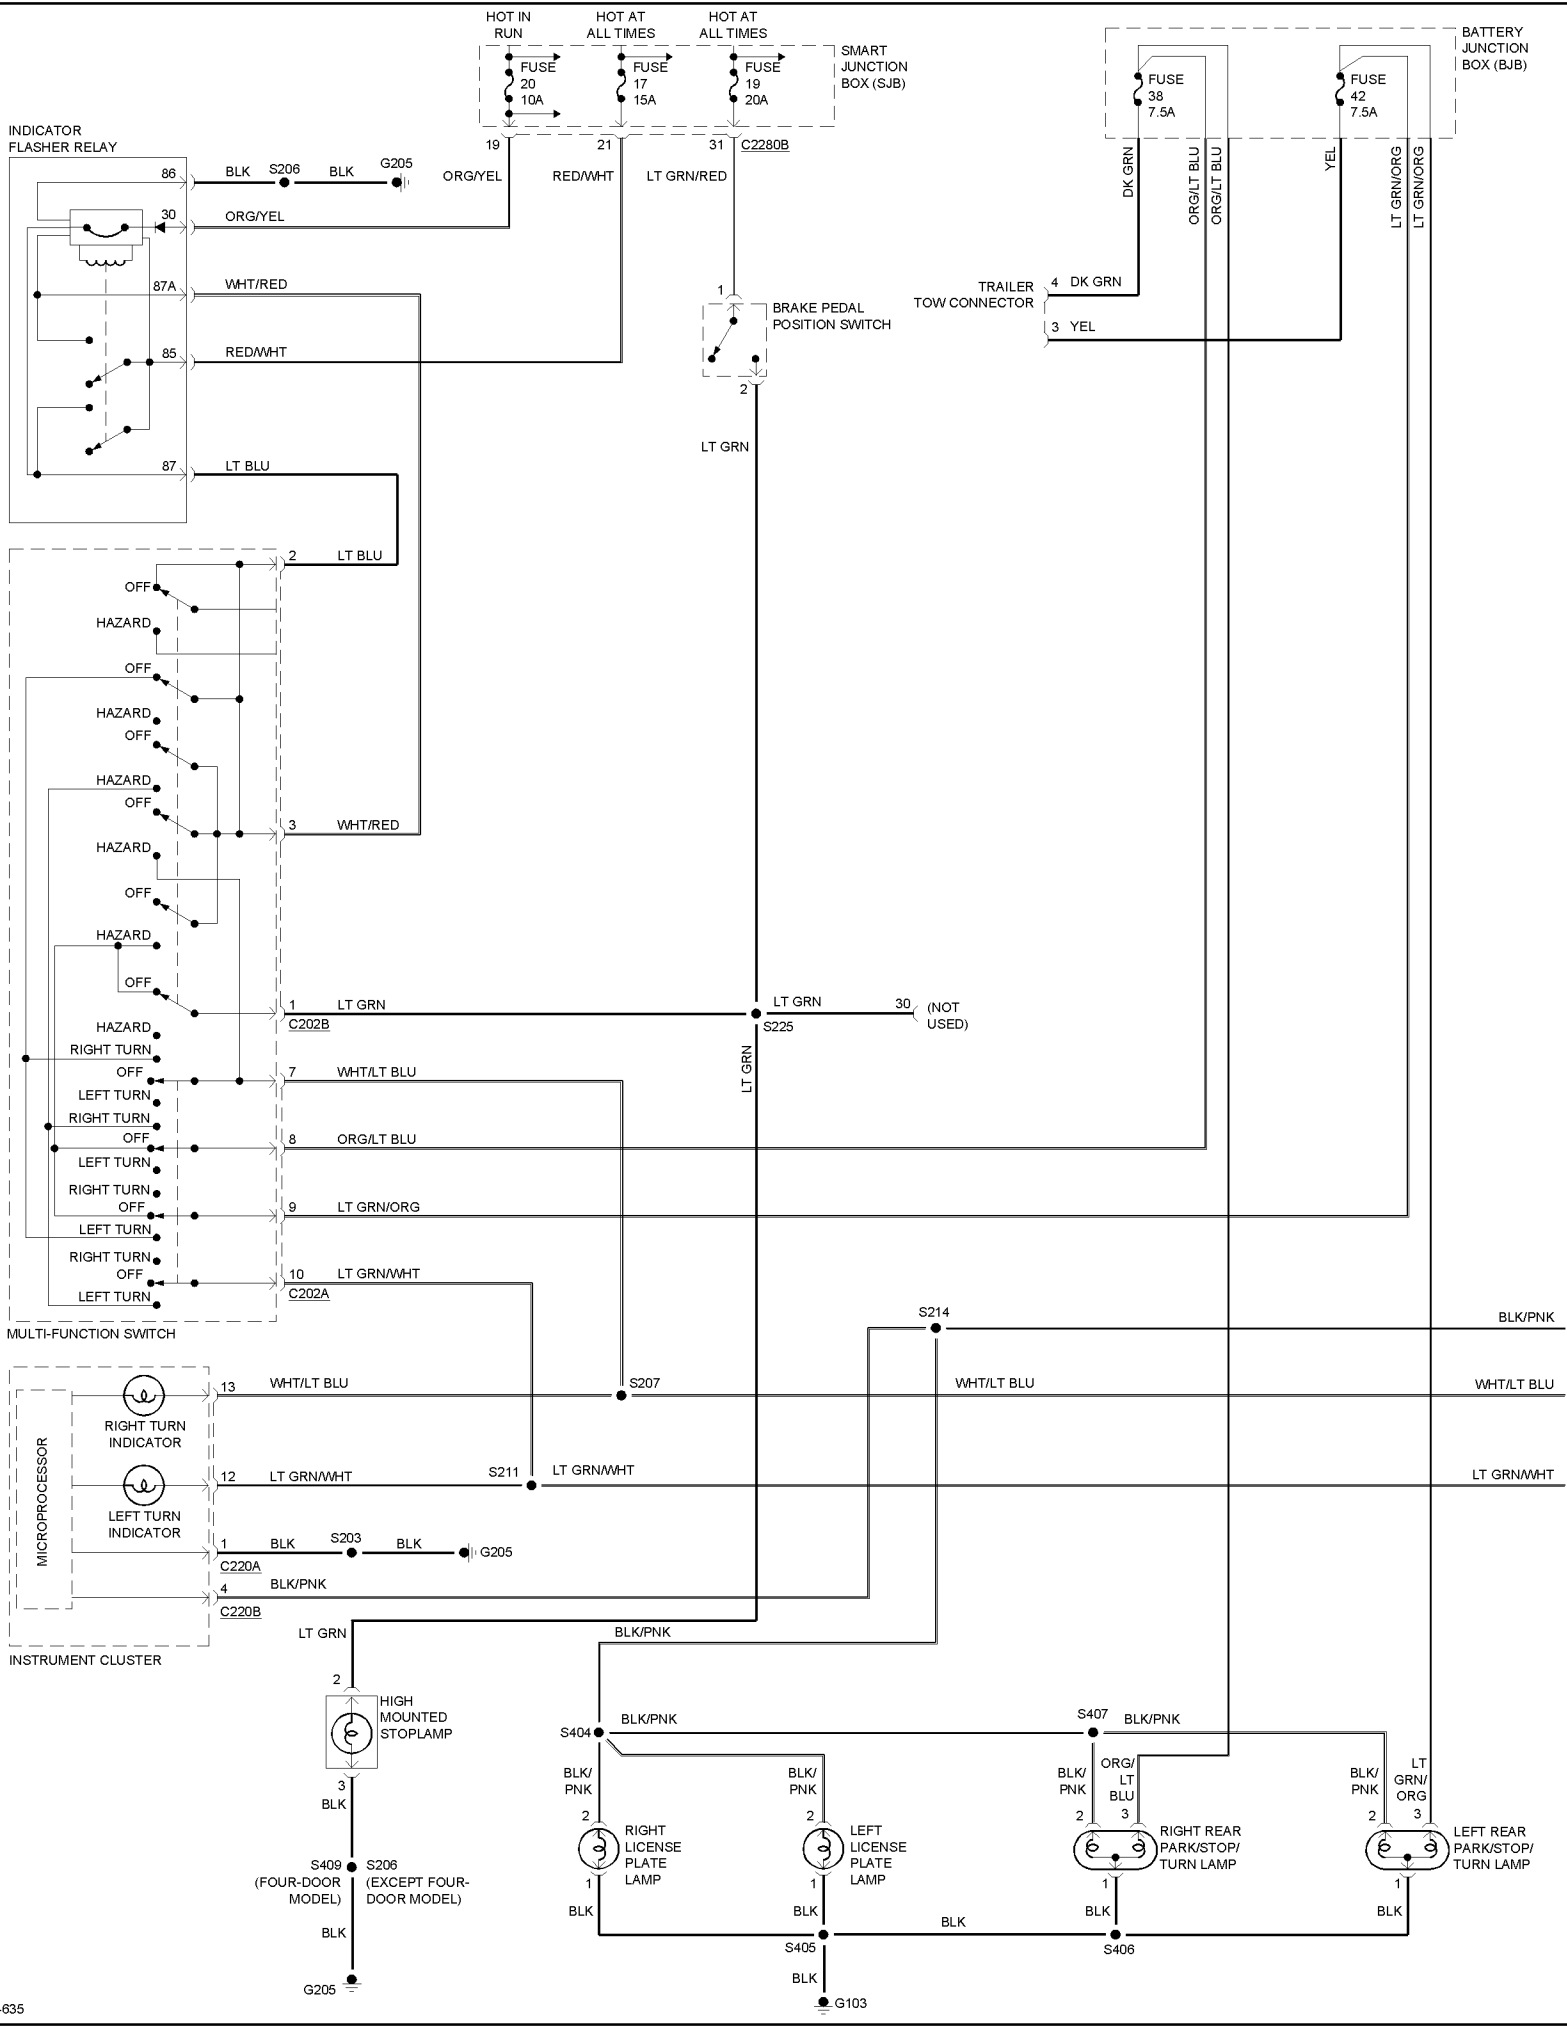 HOT IN
RUN
HOT AT
ALL TIMES
HOT AT
ALL TIMES
FUSE
20
10A
FUSE
17
15A
FUSE
19
20A
SMART
JUNCTION
BOX (SJB)
FUSE
38
7.5A
FUSE
42
7.5A
BATTERY
JUNCTION
BOX (BJB)
19
21
31
C2280B
ORG/YEL
RED/WHT
LT GRN/RED
DK GRN
ORG/LT BLU
ORG/LT BLU
YEL
LT GRN/ORG
LT GRN/ORG
INDICATOR
FLASHER RELAY
86
BLK
S206
BLK
G205
30
ORG/YEL
87A
WHT/RED
85
RED/WHT
87
LT BLU
1
BRAKE PEDAL
POSITION SWITCH
2
LT GRN
TRAILER
TOW CONNECTOR
4
DK GRN
3
YEL
2
LT BLU
OFF
HAZARD
OFF
HAZARD
OFF
HAZARD
OFF
3
WHT/RED
HAZARD
OFF
HAZARD
OFF
1
LT GRN
C202B
LT GRN
S225
30
(NOT
USED)
LT GRN
HAZARD
RIGHT TURN
OFF
LEFT TURN
7
WHT/LT BLU
RIGHT TURN
OFF
LEFT TURN
8
ORG/LT BLU
RIGHT TURN
OFF
LEFT TURN
9
LT GRN/ORG
RIGHT TURN
OFF
LEFT TURN
10
LT GRN/WHT
C202A
MULTI-FUNCTION SWITCH
S214
BLK/PNK
MICROPROCESSOR
RIGHT TURN
INDICATOR
13
WHT/LT BLU
S207
WHT/LT BLU
WHT/LT BLU
LEFT TURN
INDICATOR
12
LT GRN/WHT
S211
LT GRN/WHT
LT GRN/WHT
1
BLK
S203
BLK
G205
C220A
4
BLK/PNK
C220B
INSTRUMENT CLUSTER
LT GRN
2
HIGH
MOUNTED
STOPLAMP
3
BLK
S409
(FOUR-DOOR
MODEL)
S206
(EXCEPT FOUR-
DOOR MODEL)
BLK
G205
BLK/PNK
S404
BLK/PNK
S407
BLK/PNK
BLK/
PNK
BLK/
PNK
BLK/
PNK
ORG/
LT
BLU
BLK/
PNK
LT
GRN/
ORG
2
2
2
3
2
3
RIGHT
LICENSE
PLATE
LAMP
LEFT
LICENSE
PLATE
LAMP
RIGHT REAR
PARK/STOP/
TURN LAMP
LEFT REAR
PARK/STOP/
TURN LAMP
1
1
1
1
BLK
BLK
BLK
BLK
BLK
S405
S406
BLK
G103
-635